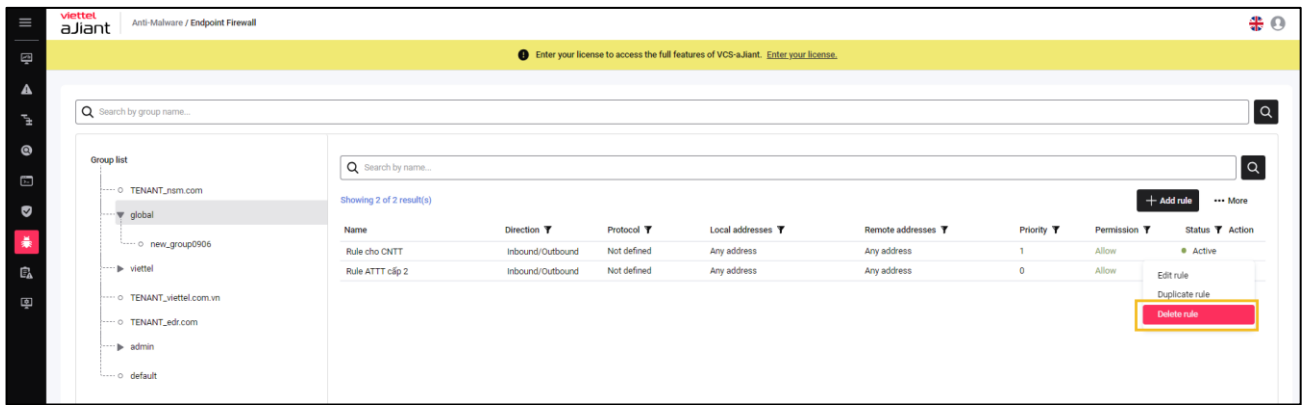 viettel
aJiant
Anti-Malware / Endpoint Firewall
Enter your license to access the full features of VCS-aJiant. Enter your license.
Search by group name...
Group list
TENANT_nsm.com
global
new_group0906
viettel
TENANT_viettel.com.vn
TENANT_edr.com
admin
default
Search by name...
Showing 2 of 2 result(s)
Add rule
More
Name Direction Protocol Local addresses Remote addresses Priority Permission Status Action
Rule cho CNTT Inbound/Outbound Not defined Any address Any address 1 Allow Active
Rule ATTT cấp 2 Inbound/Outbound Not defined Any address Any address 0 Allow
Edit rule
Duplicate rule
Delete rule